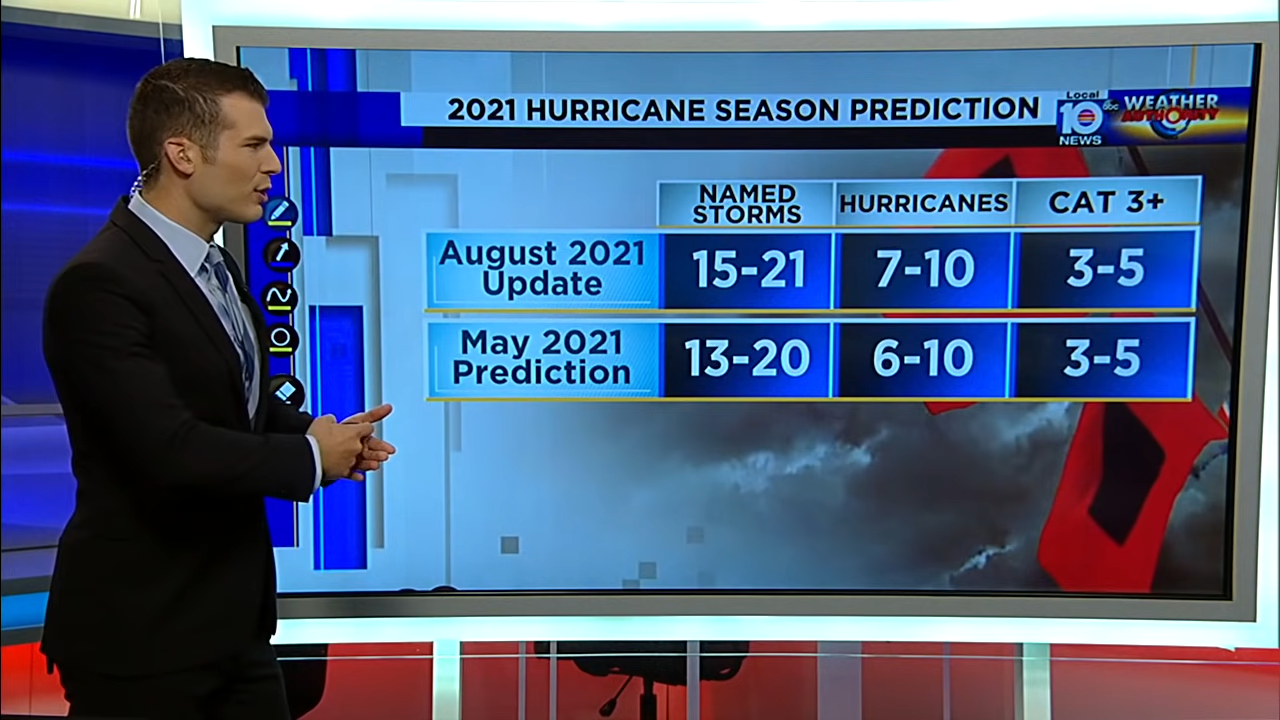 2021 HURRICANE SEASON PREDICTION
Local
10
abc
NEWS
WEATHER
AUTHORITY
NAMED STORMS
HURRICANES
CAT 3+
August 2021 Update
15-21
7-10
3-5
May 2021 Prediction
13-20
6-10
3-5